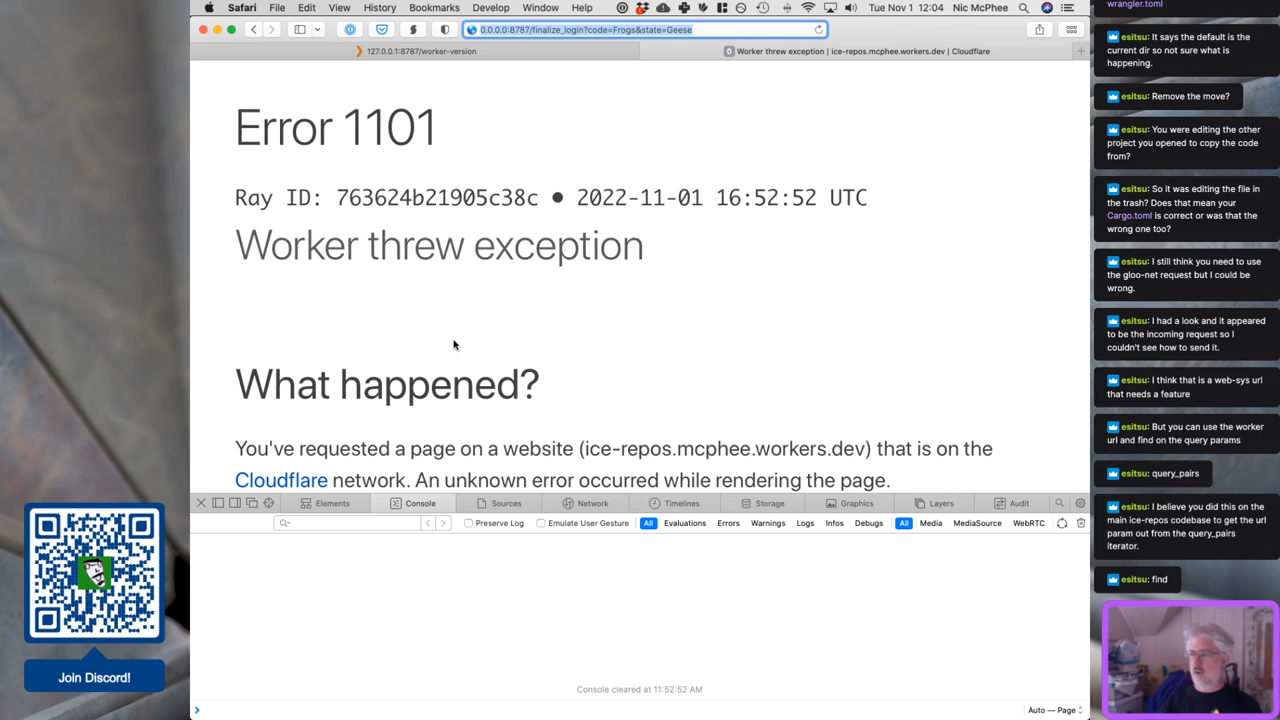 Safari File Edit View History Bookmarks Develop Window Help Tue Nov 1 12:04 Nic McPhee
0.0.0.0:8787/finalize_login?code=Frogs&state=Geese
127.0.0.1:8787/worker-version
Worker threw exception | ice-repos.mcphee.workers.dev | Cloudflare
Error 1101
Ray ID: 763624b21905c38c • 2022-11-01 16:52:52 UTC
Worker threw exception
What happened?
You've requested a page on a website (ice-repos.mcphee.workers.dev) that is on the
Cloudflare network. An unknown error occurred while rendering the page.
Elements Console Sources Network Timelines Storage Graphics Layers Audit
Preserve Log Emulate User Gesture All Evaluations Errors Warnings Logs Infos Debugs All Media MediaSource WebRTC
Console cleared at 11:52:52 AM
Auto — Page
Join Discord!
wrangler.toml
esitsu: It says the default is the
current dir so not sure what is
happening.
esitsu: Remove the move?
esitsu: You were editing the other
project you opened to copy the code
from?
esitsu: So it was editing the file in
the trash? Does that mean your
Cargo.toml is correct or was that the
wrong one too?
esitsu: I still think you need to use
the gloo-net request but I could be
wrong.
esitsu: I had a look and it appeared
to be the incoming request so I
couldn't see how to send it.
esitsu: I think that is a web-sys url
that needs a feature
esitsu: But you can use the worker
url and find on the query params
esitsu: query_pairs
esitsu: I believe you did this on the
main ice-repos codebase to get the url
param out from the query_pairs
iterator.
esitsu: find